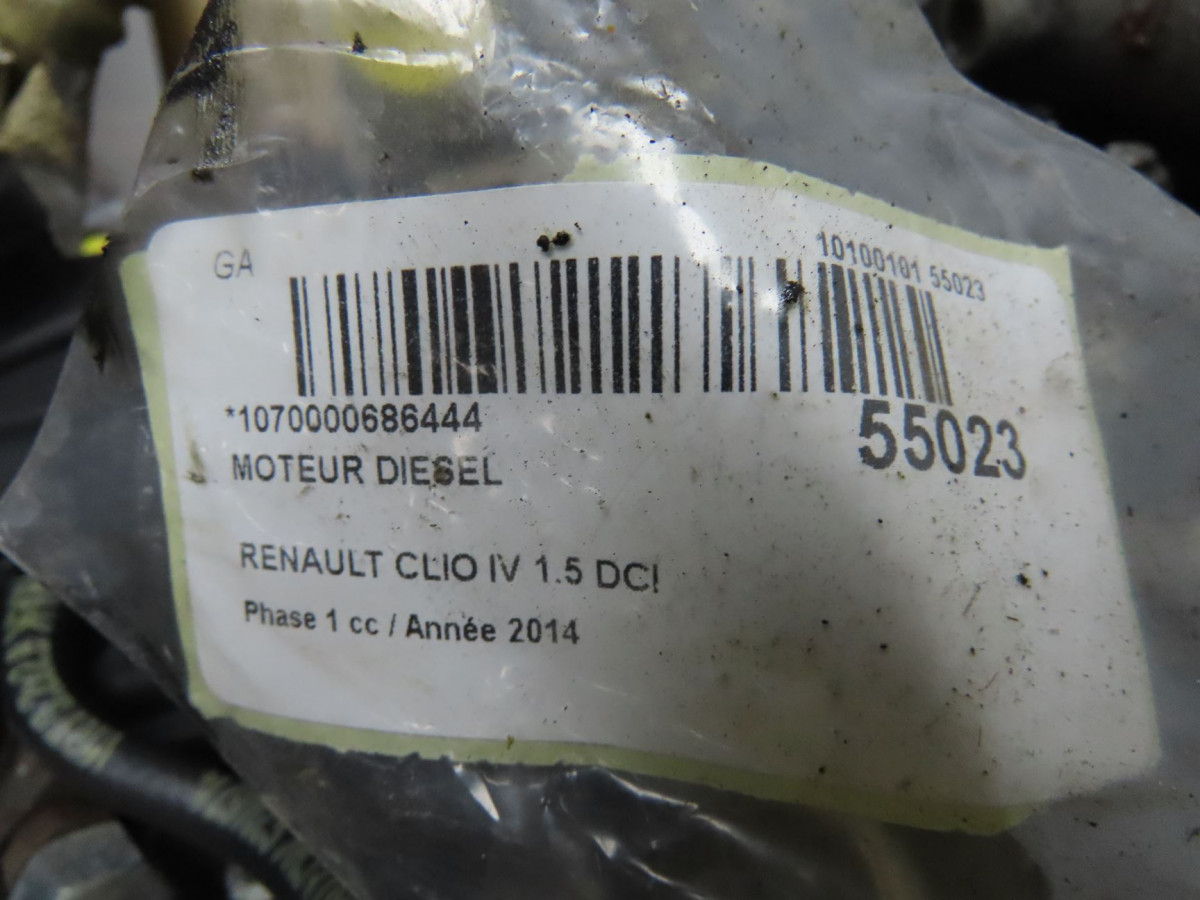 GA
10100101 55023
*1070000686444
55023
MOTEUR DIESEL
RENAULT CLIO IV 1.5 DCI
Phase 1 cc / Année 2014